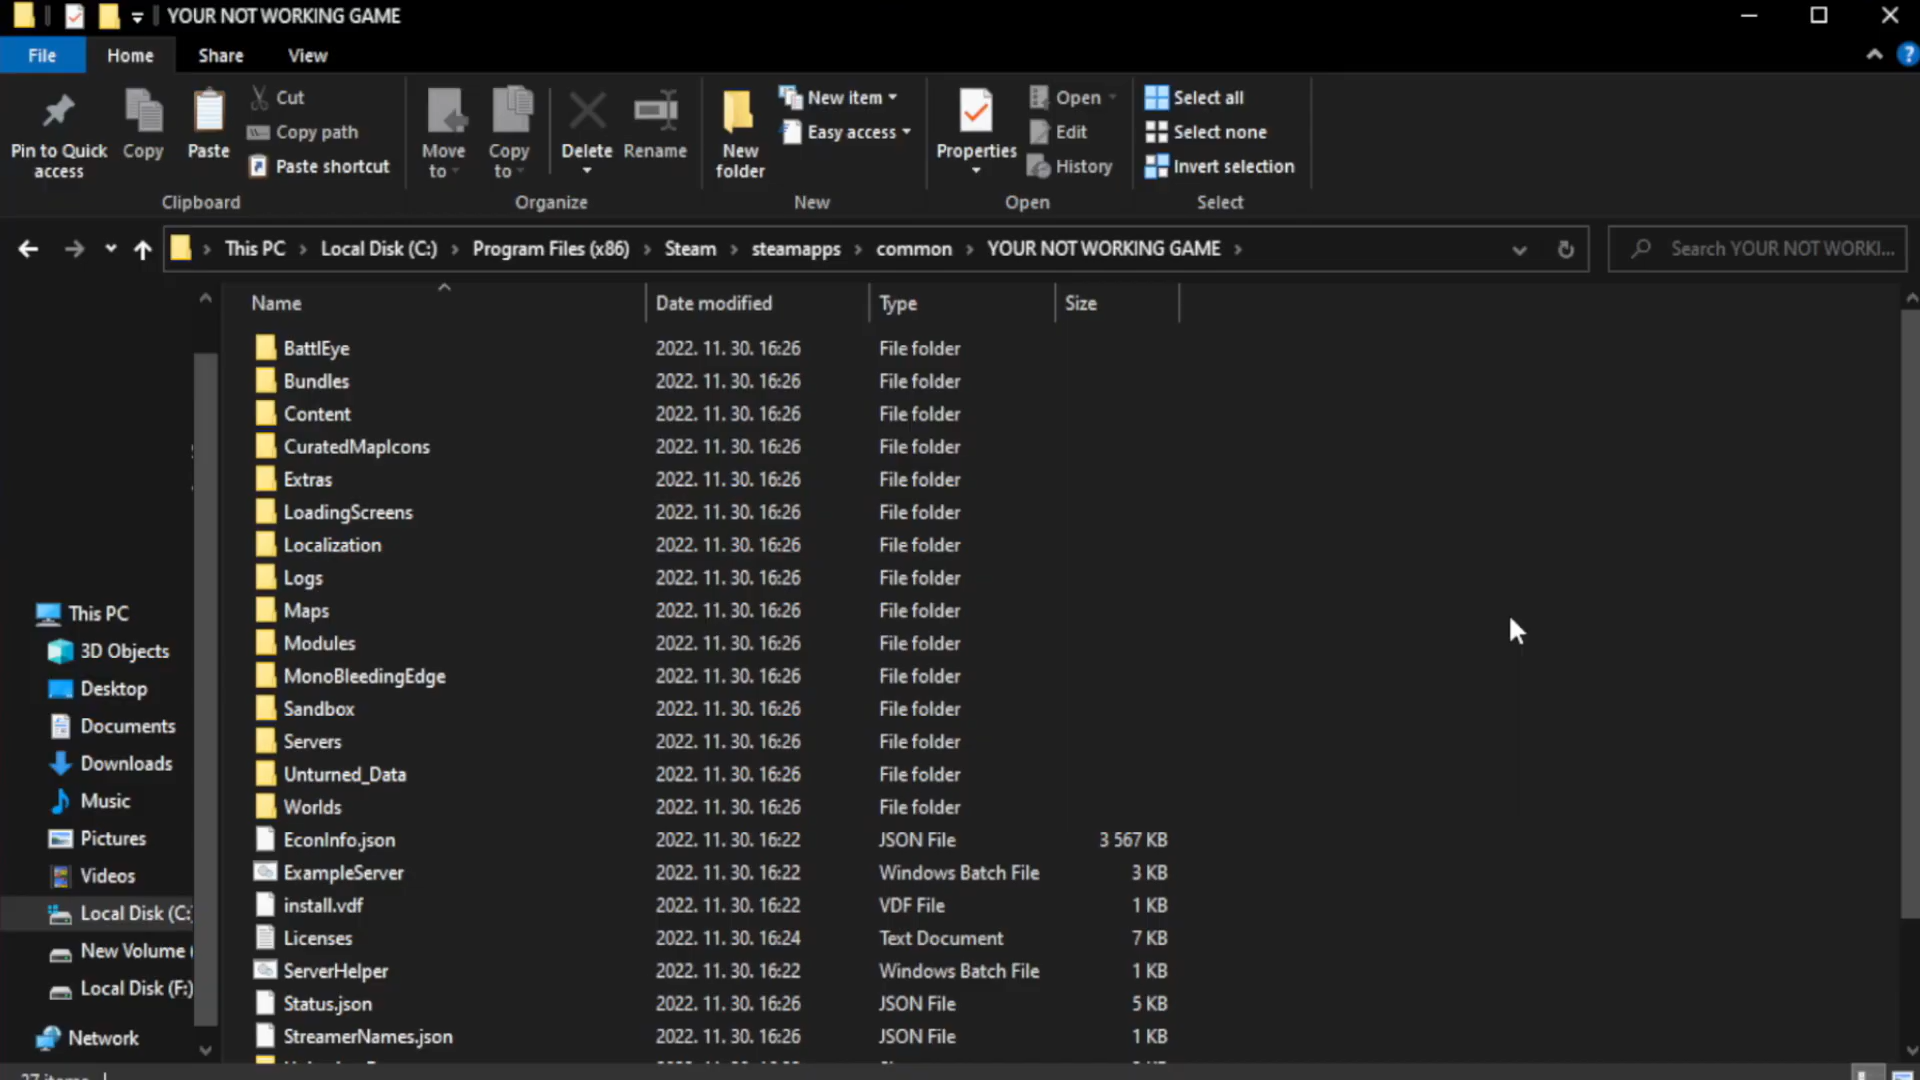 YOUR NOT WORKING GAME
File Home Share View
Pin to Quick access
Copy
Paste
Cut
Copy path
Paste shortcut
Clipboard
Move to
Copy to
Delete
Rename
Organize
New folder
New item
Easy access
New
Properties
Open
Edit
History
Open
Select all
Select none
Invert selection
Select
This PC > Local Disk (C:) > Program Files (x86) > Steam > steamapps > common > YOUR NOT WORKING GAME >
Search YOUR NOT WORKI...
This PC
3D Objects
Desktop
Documents
Downloads
Music
Pictures
Videos
Local Disk (C:
New Volume (
Local Disk (F:)
Network
Name Date modified Type Size
BattlEye 2022. 11. 30. 16:26 File folder
Bundles 2022. 11. 30. 16:26 File folder
Content 2022. 11. 30. 16:26 File folder
CuratedMapIcons 2022. 11. 30. 16:26 File folder
Extras 2022. 11. 30. 16:26 File folder
LoadingScreens 2022. 11. 30. 16:26 File folder
Localization 2022. 11. 30. 16:26 File folder
Logs 2022. 11. 30. 16:26 File folder
Maps 2022. 11. 30. 16:26 File folder
Modules 2022. 11. 30. 16:26 File folder
MonoBleedingEdge 2022. 11. 30. 16:26 File folder
Sandbox 2022. 11. 30. 16:26 File folder
Servers 2022. 11. 30. 16:26 File folder
Unturned_Data 2022. 11. 30. 16:26 File folder
Worlds 2022. 11. 30. 16:26 File folder
EconInfo.json 2022. 11. 30. 16:22 JSON File 3 567 KB
ExampleServer 2022. 11. 30. 16:22 Windows Batch File 3 KB
install.vdf 2022. 11. 30. 16:22 VDF File 1 KB
Licenses 2022. 11. 30. 16:24 Text Document 7 KB
ServerHelper 2022. 11. 30. 16:22 Windows Batch File 1 KB
Status.json 2022. 11. 30. 16:26 JSON File 5 KB
StreamerNames.json 2022. 11. 30. 16:26 JSON File 1 KB